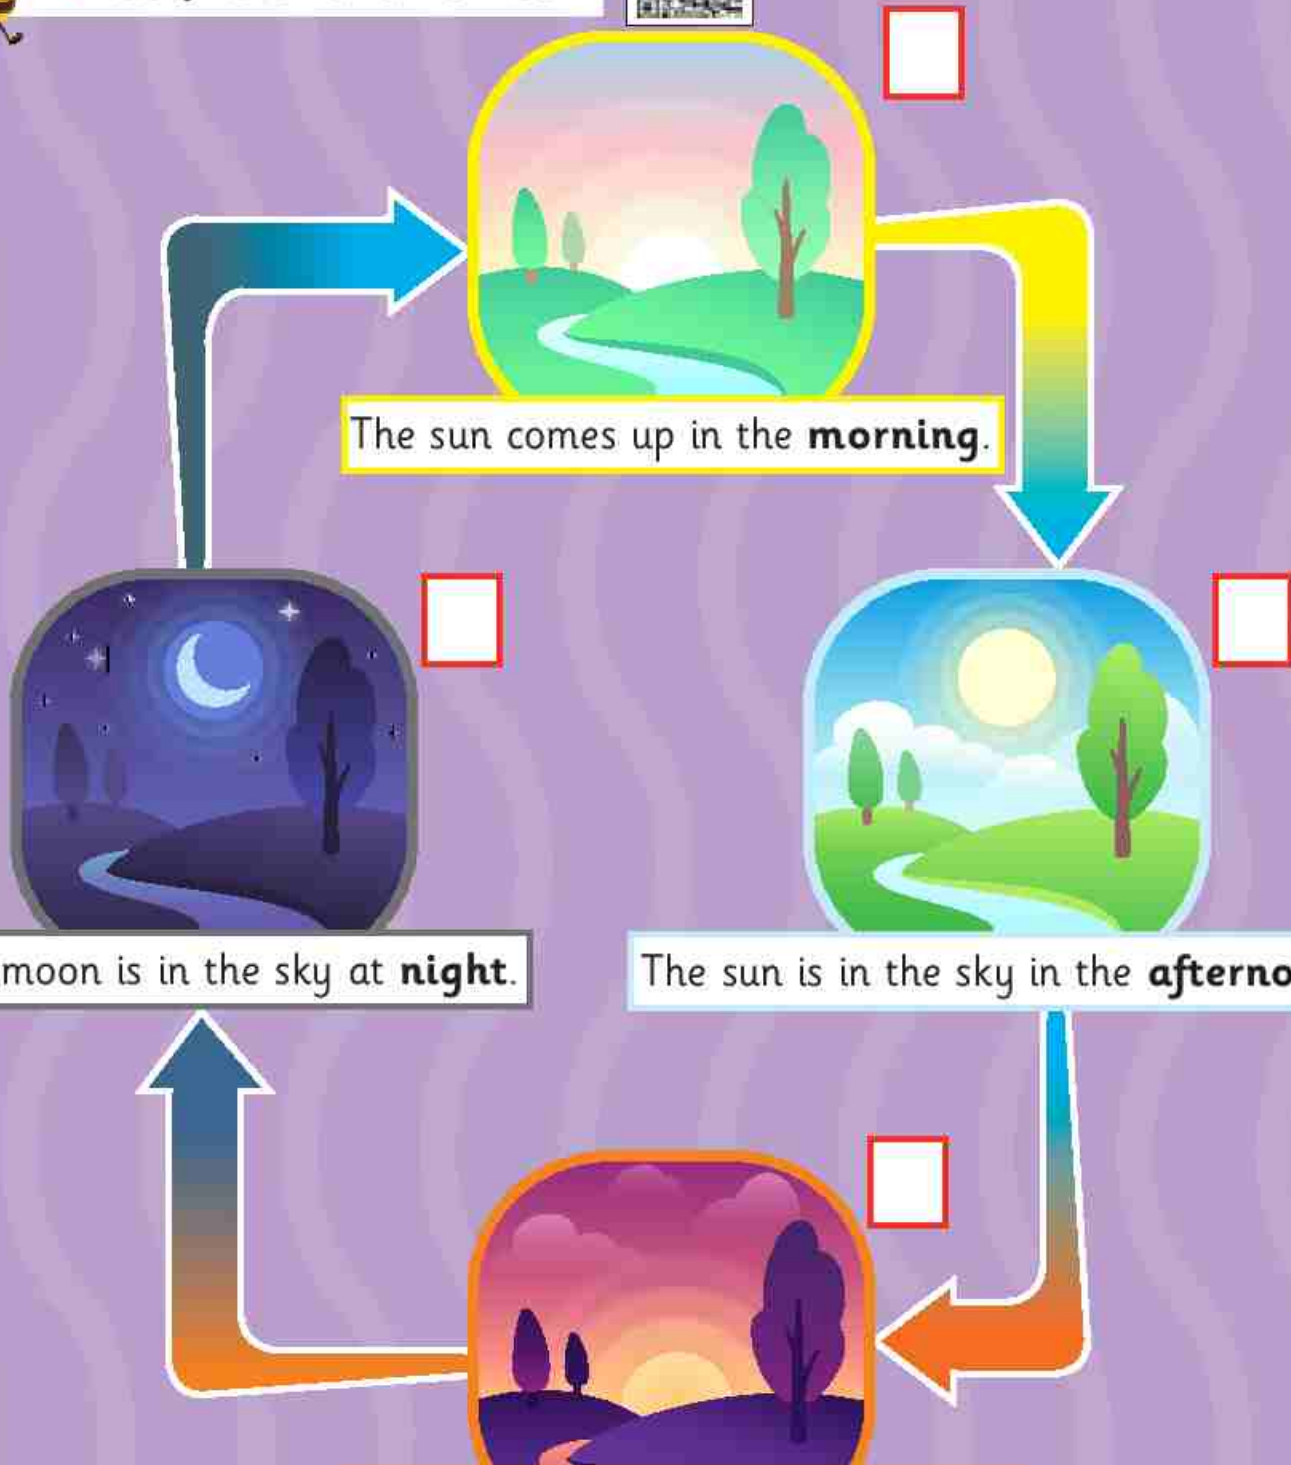 The sun comes up in the morning.
moon is in the sky at night.
The sun is in the sky in the afterno